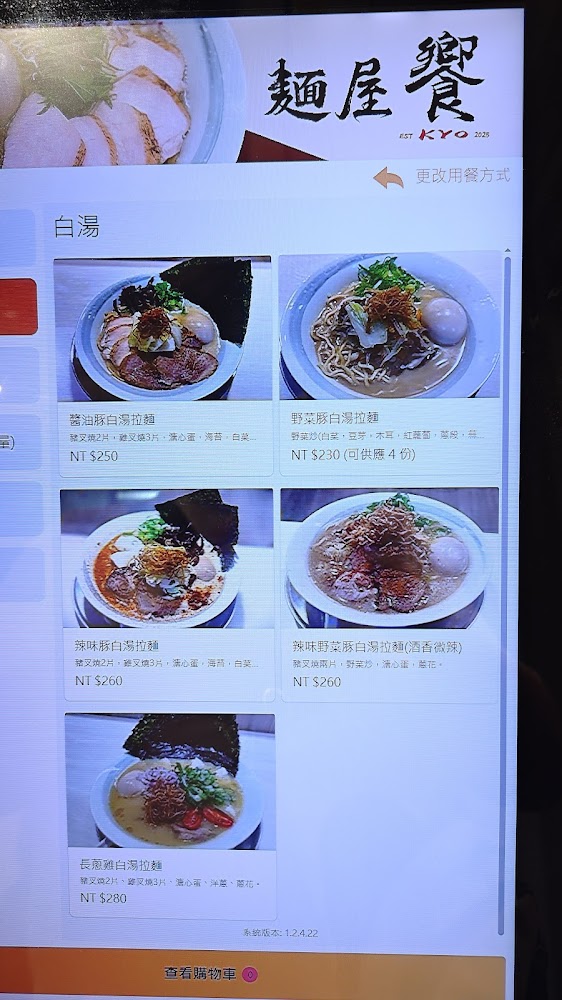 麵屋 饗
EST KYO 2025
更改用餐方式
白湯
醬油豚白湯拉麵
豬叉燒2片，雞叉燒3片，溏心蛋，海苔，白菜...
NT $250
野菜豚白湯拉麵
野菜炒(白菜，豆芽，木耳，紅蘿蔔，蔥段，蒜...
NT $230 (可供應 4 份)
量)
辣味豚白湯拉麵
豬叉燒2片，雞叉燒3片，溏心蛋，海苔，白菜...
NT $260
辣味野菜豚白湯拉麵(酒香微辣)
豬叉燒兩片，野菜炒，溏心蛋，蔥花。
NT $260
長蔥雞白湯拉麵
豬叉燒2片、雞叉燒3片、溏心蛋、洋蔥、蔥花。
NT $280
系統版本: 1.2.4.22
查看購物車 0